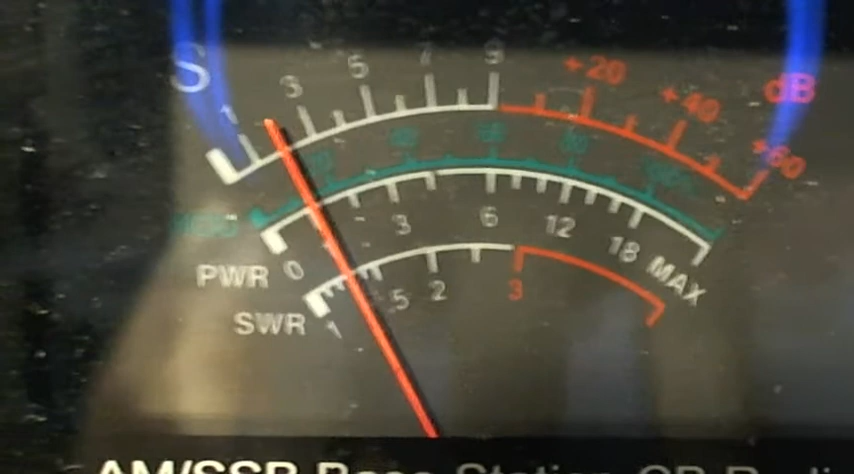 S 1 3 5 7 9 +20 +40 +60 dB
PWR 0 3 6 12 18 MAX
SWR 1 .5 2 3
AM/SSB Base Station CB